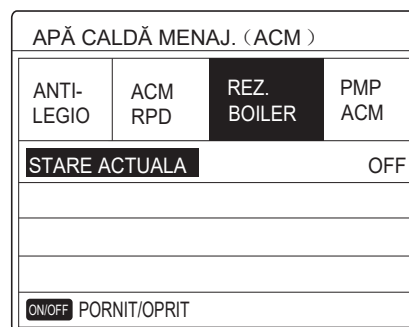 APĂ CALDĂ MENAJ.（ACM）
ANTI-LEGIO ACM RPD REZ. BOILER PMP ACM
STARE ACTUALA OFF
ON/OFF PORNIT/OPRIT